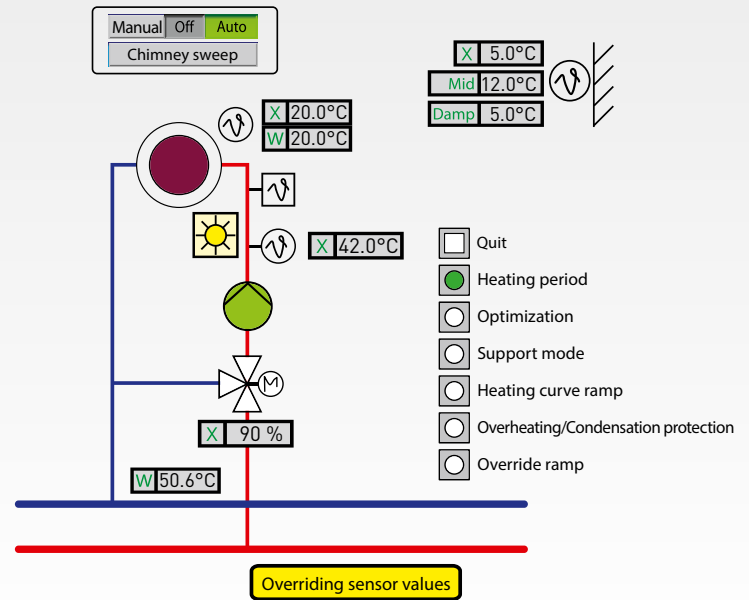 Manual Off Auto
Chimney sweep
X 5.0°C
Mid 12.0°C
Damp 5.0°C
X 20.0°C
W 20.0°C
X 42.0°C
Quit
Heating period
Optimization
Support mode
Heating curve ramp
Overheating/Condensation protection
Override ramp
M
X 90 %
W 50.6°C
Overriding sensor values